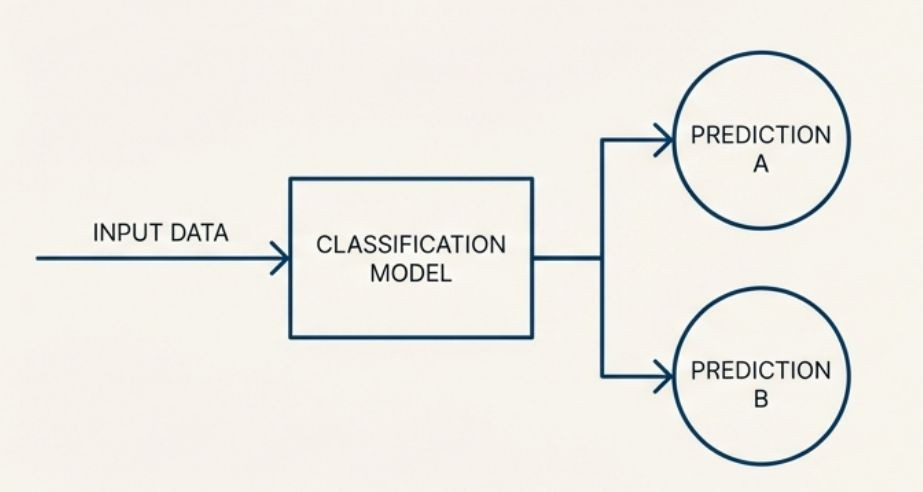 INPUT DATA
CLASSIFICATION
MODEL
PREDICTION
A
PREDICTION
B